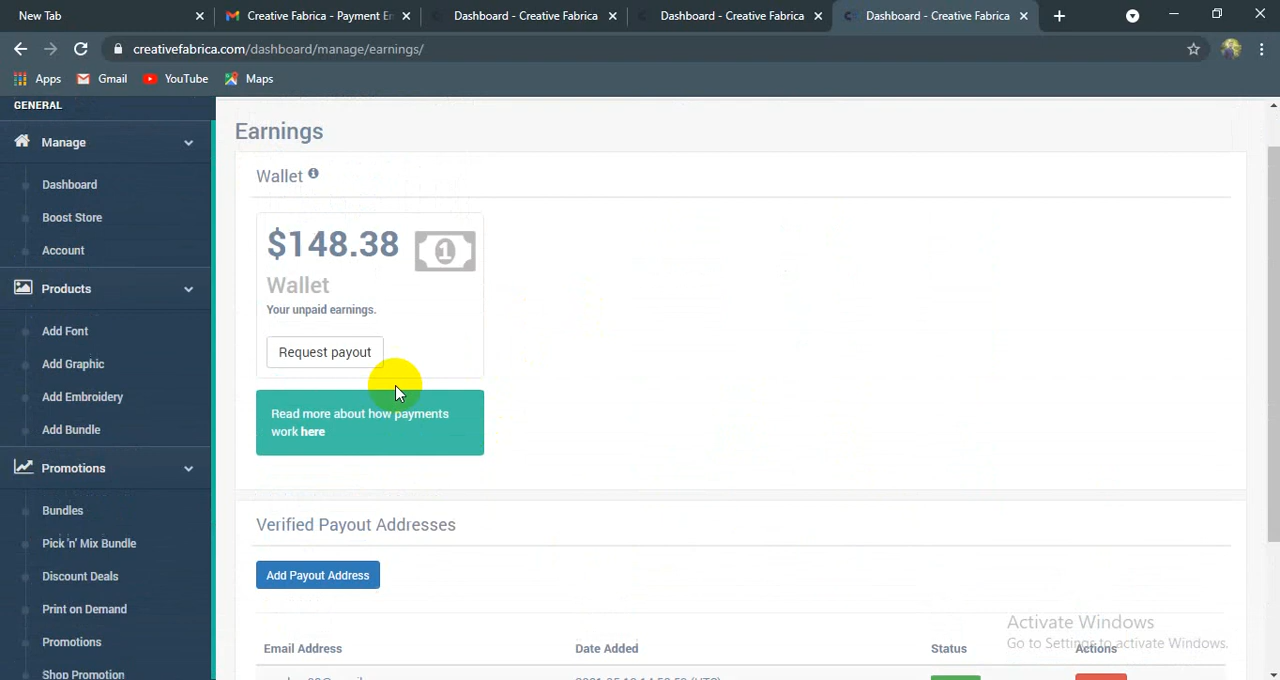 New Tab
Creative Fabrica - Payment E
Dashboard - Creative Fabrica
Dashboard - Creative Fabrica
Dashboard - Creative Fabrica
creativefabrica.com/dashboard/manage/earnings/
Apps
Gmail
YouTube
Maps
GENERAL
Manage
Dashboard
Boost Store
Account
Products
Add Font
Add Graphic
Add Embroidery
Add Bundle
Promotions
Bundles
Pick 'n' Mix Bundle
Discount Deals
Print on Demand
Promotions
Shop Promotion
Earnings
Wallet
$148.38
1
Wallet
Your unpaid earnings.
Request payout
Read more about how payments
work here
Verified Payout Addresses
Add Payout Address
Email Address
Date Added
Status
Actions
Activate Windows
Go to Settings to activate Windows.